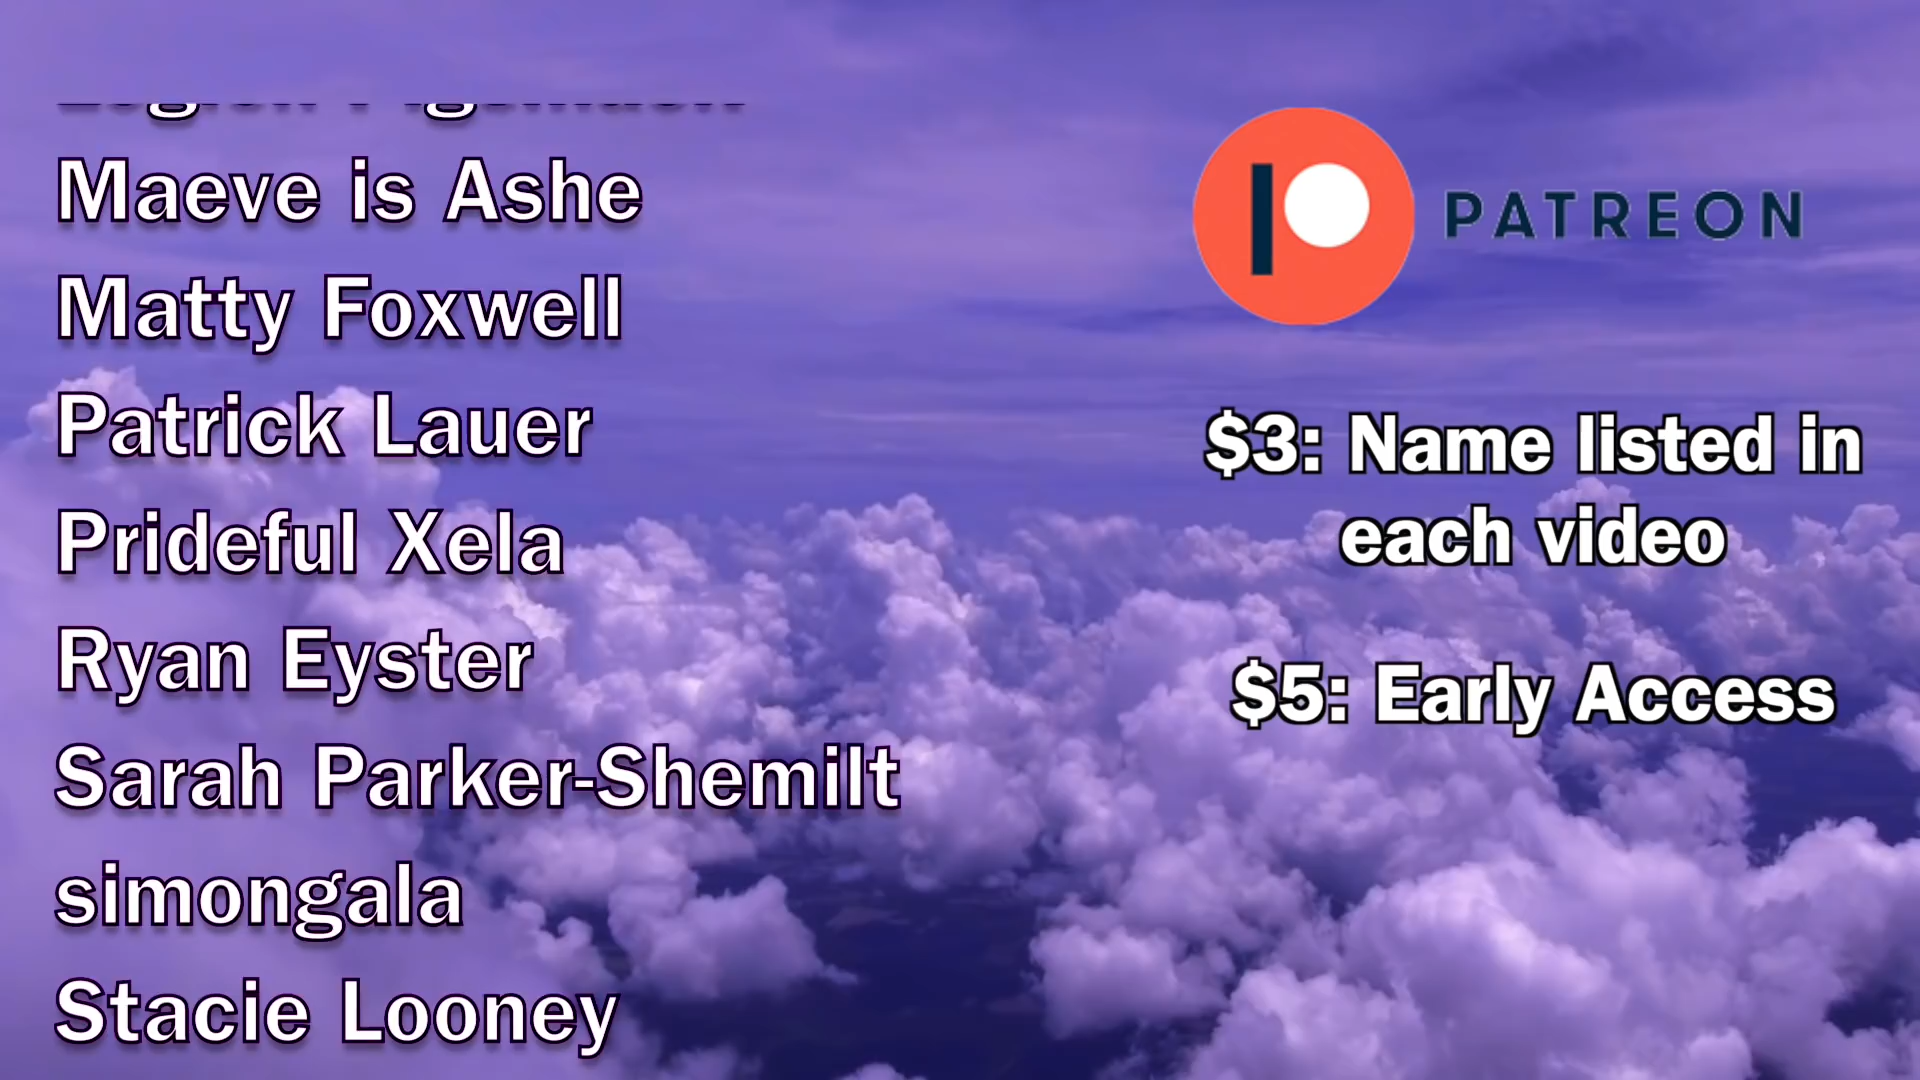 Maeve is Ashe
Matty Foxwell
Patrick Lauer
Prideful Xela
Ryan Eyster
Sarah Parker-Shemilt
simongala
Stacie Looney
PATREON
$3: Name listed in
each video
$5: Early Access